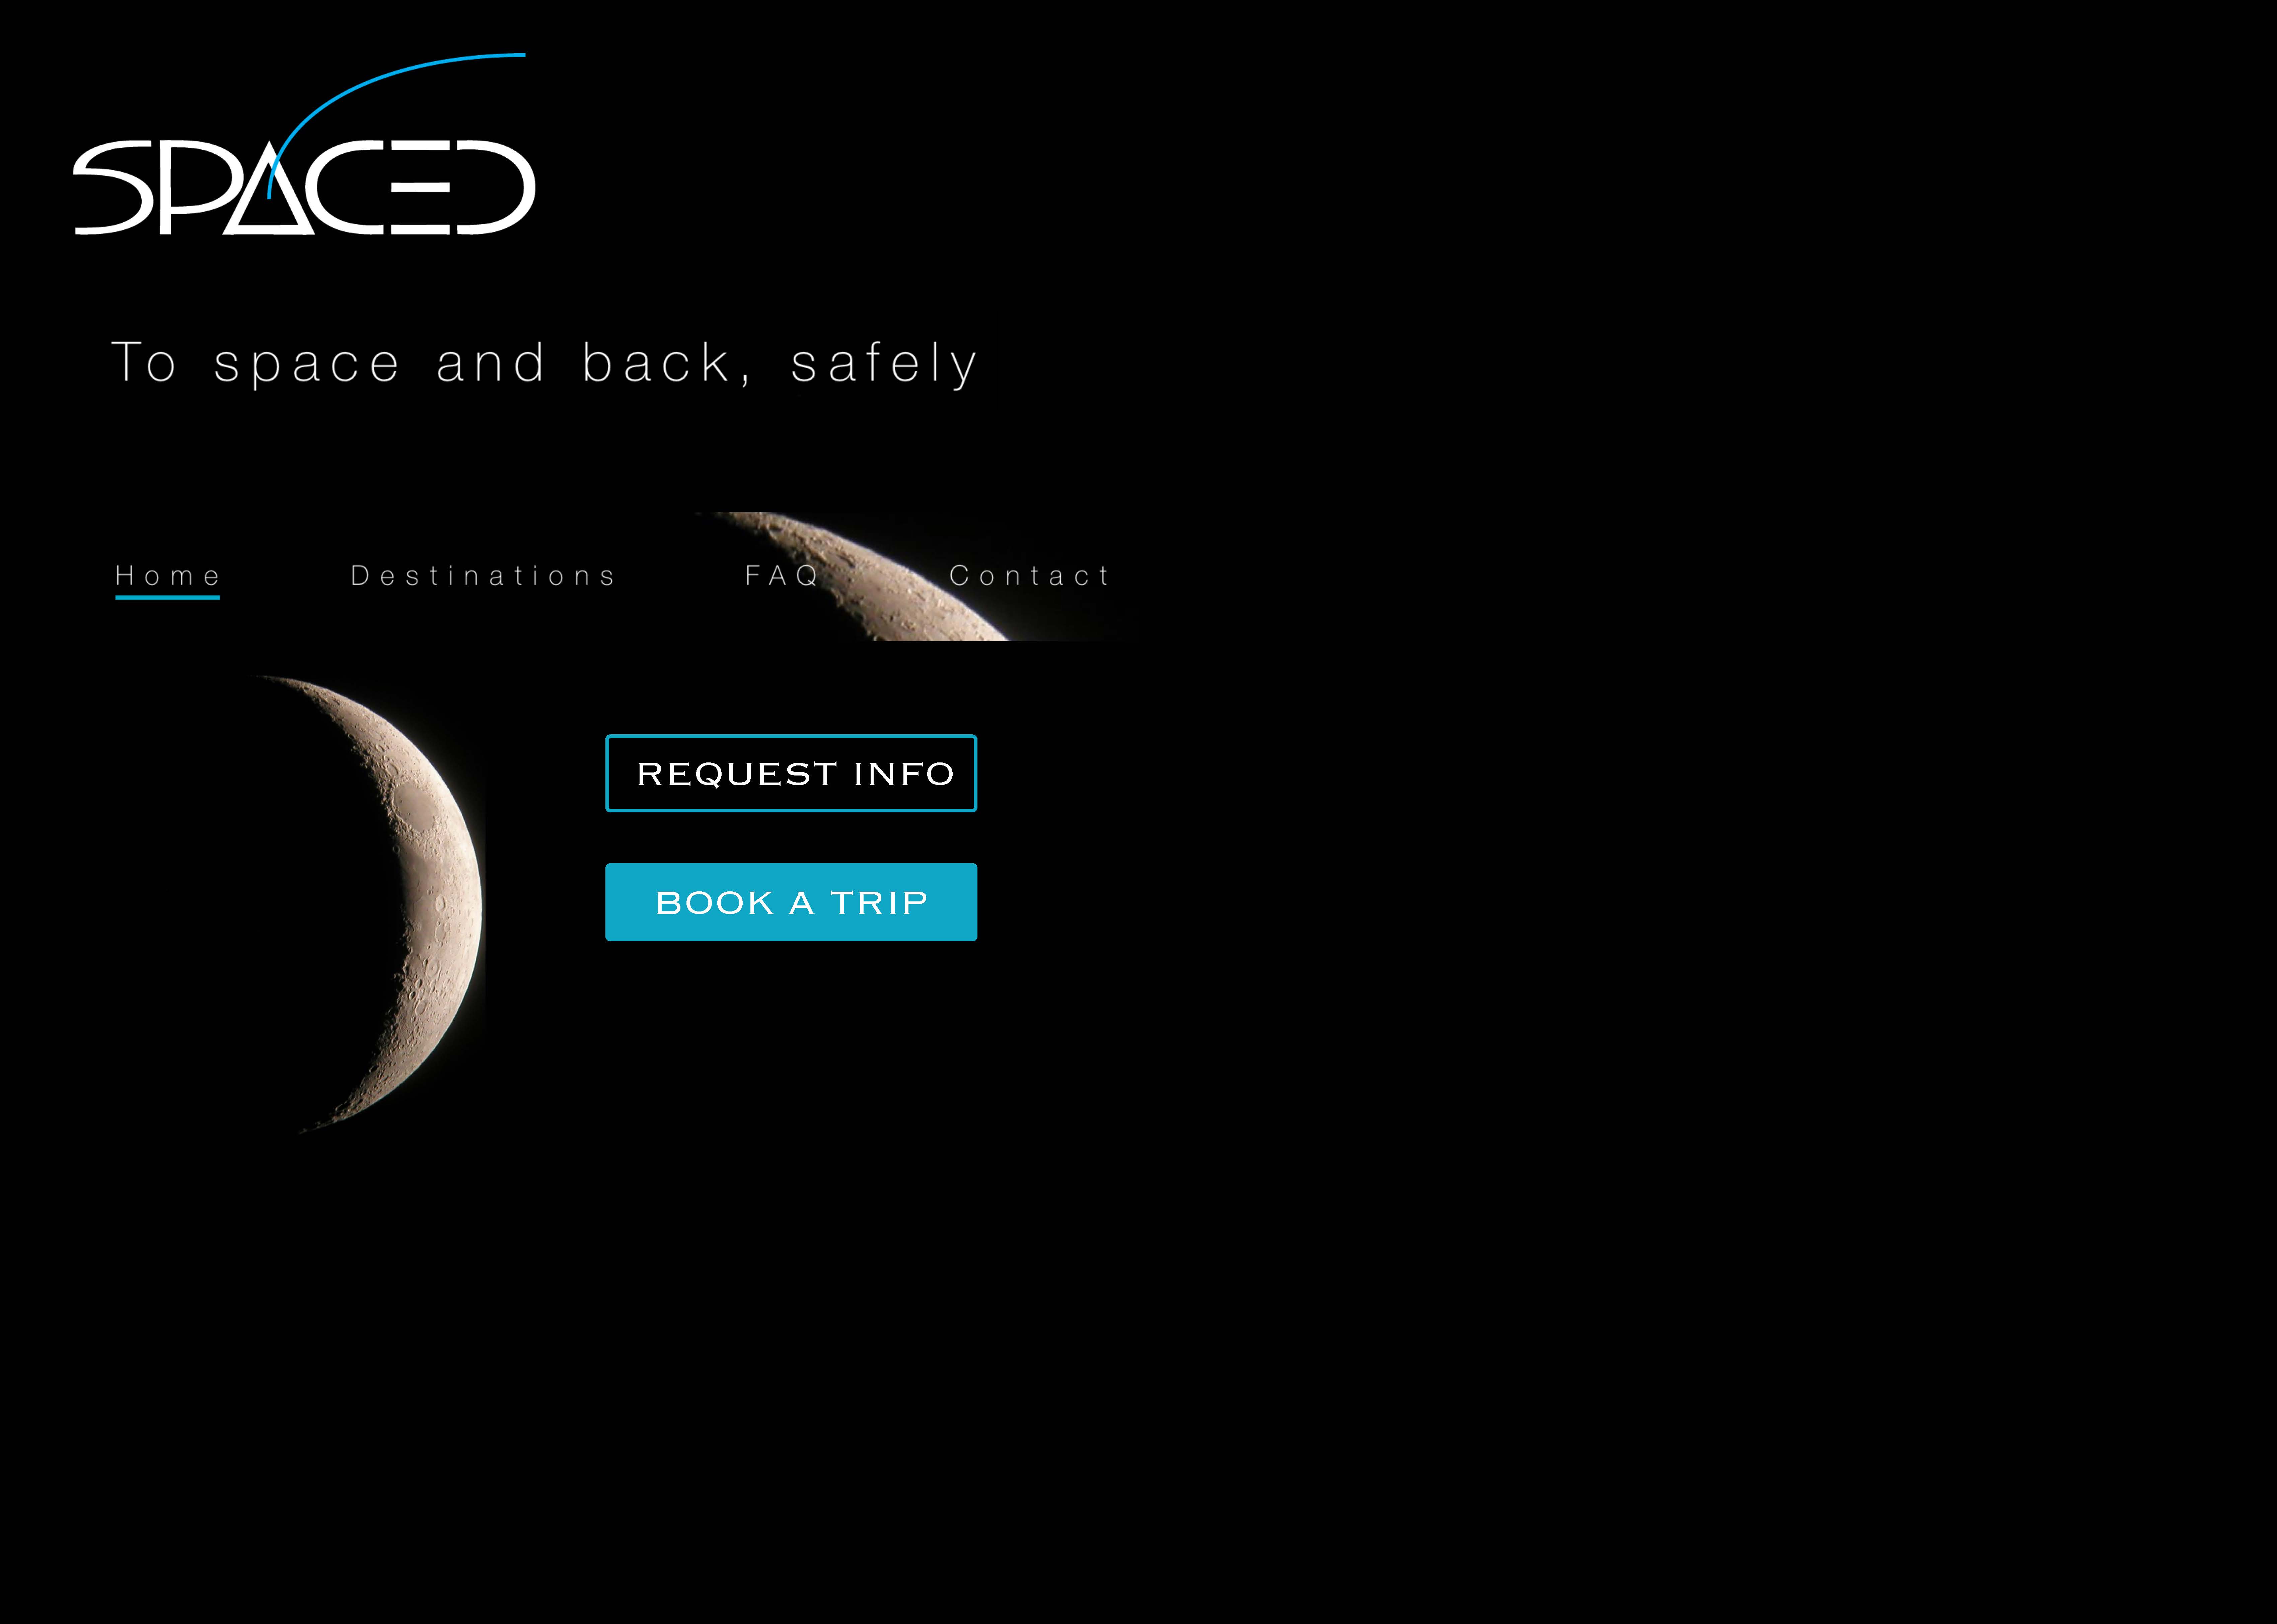 SPACED
To space and back, safely
Home Destinations FAQ Contact
REQUEST INFO
BOOK A TRIP